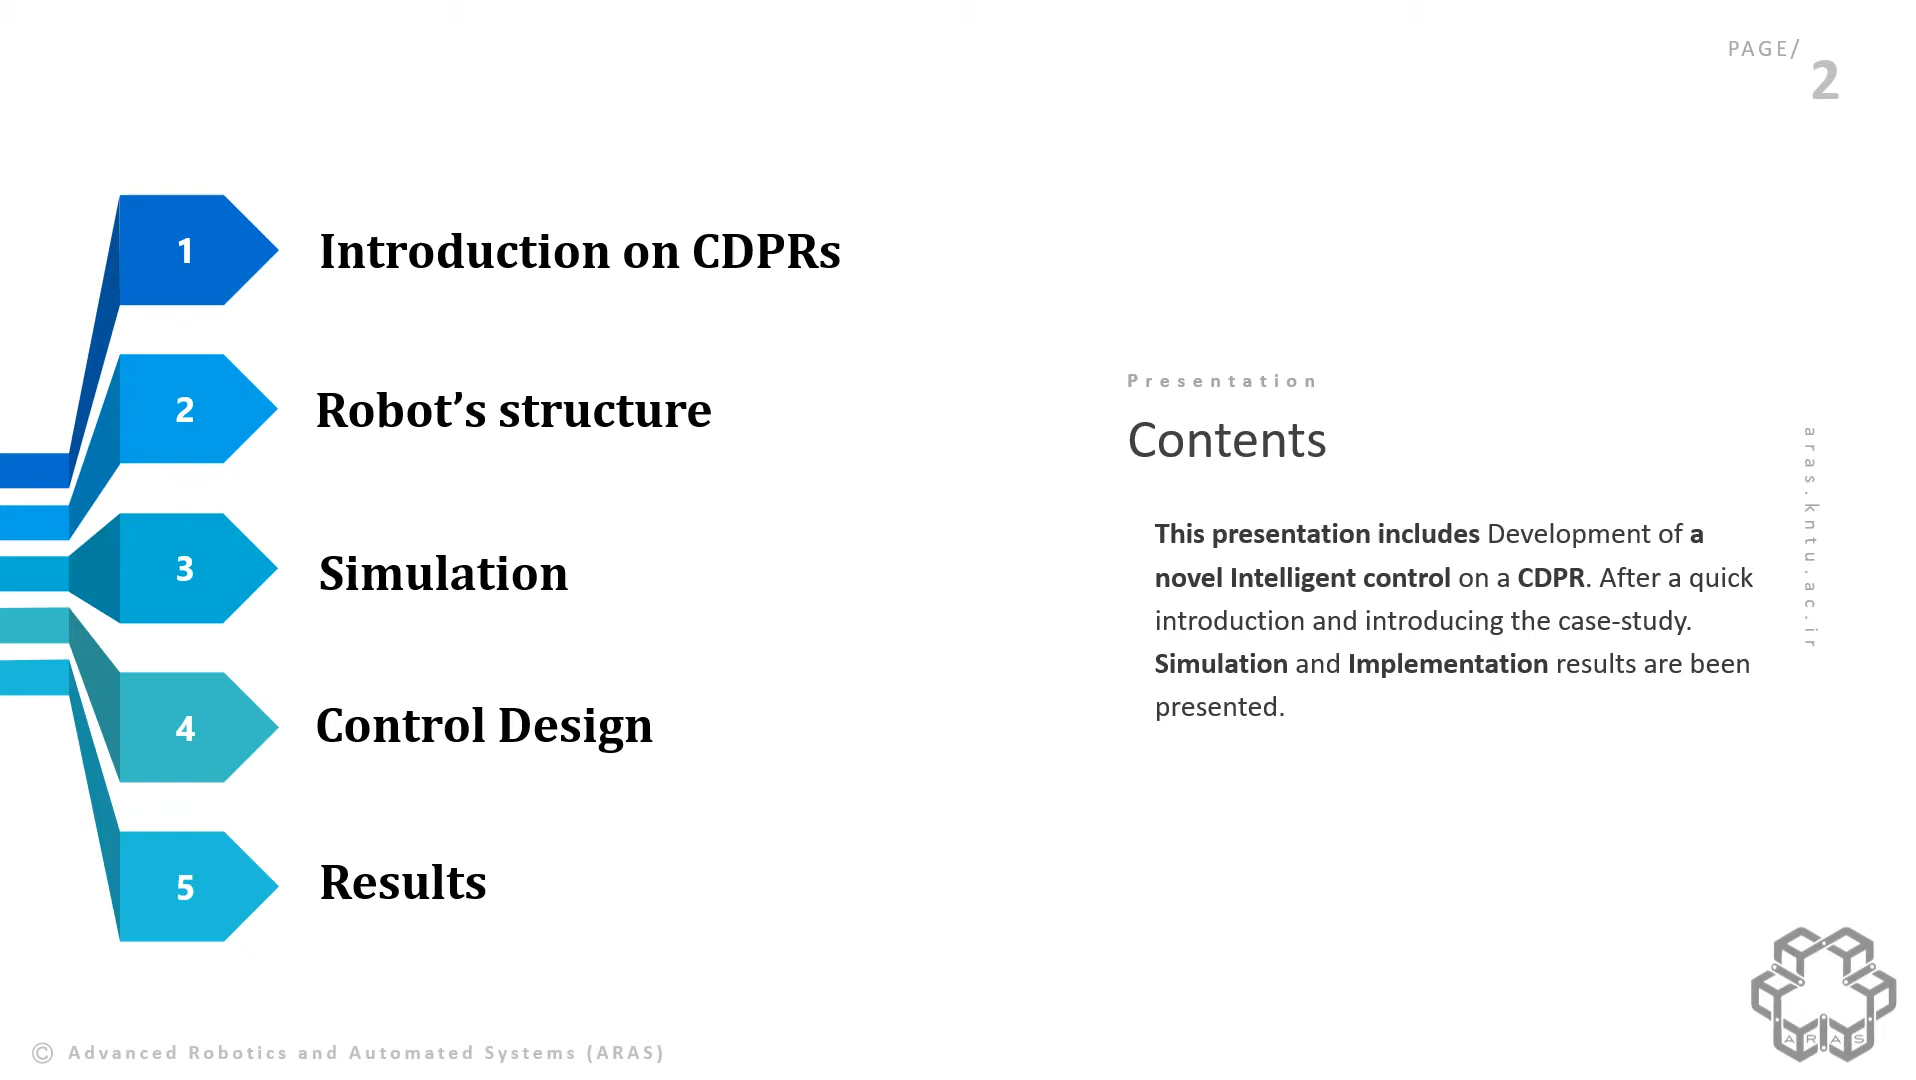 PAGE/
2
1
Introduction on CDPRs
2
Robot’s structure
3
Simulation
4
Control Design
5
Results
Presentation
Contents
This presentation includes Development of a
novel Intelligent control on a CDPR. After a quick
introduction and introducing the case-study.
Simulation and Implementation results are been
presented.
aras.kntu.ac.ir
ARAS
© Advanced Robotics and Automated Systems (ARAS)